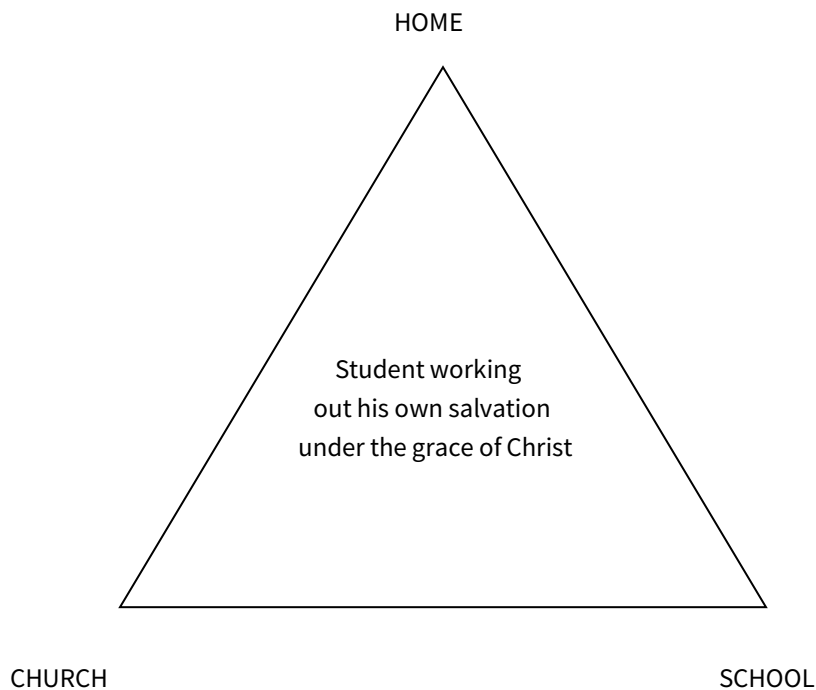 HOME
Student working
out his own salvation
under the grace of Christ
CHURCH
SCHOOL